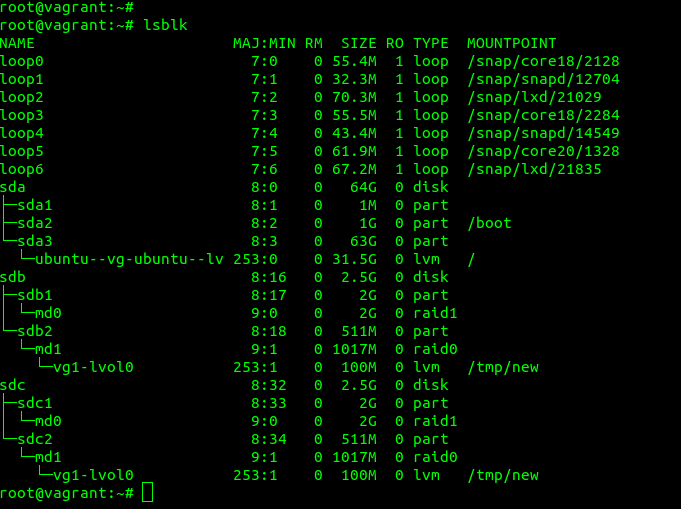 root@vagrant:~#
root@vagrant:~# lsblk
NAME                      MAJ:MIN RM  SIZE RO TYPE  MOUNTPOINT
loop0                       7:0    0 55.4M  1 loop  /snap/core18/2128
loop1                       7:1    0 32.3M  1 loop  /snap/snapd/12704
loop2                       7:2    0 70.3M  1 loop  /snap/lxd/21029
loop3                       7:3    0 55.5M  1 loop  /snap/core18/2284
loop4                       7:4    0 43.4M  1 loop  /snap/snapd/14549
loop5                       7:5    0 61.9M  1 loop  /snap/core20/1328
loop6                       7:6    0 67.2M  1 loop  /snap/lxd/21835
sda                         8:0    0   64G  0 disk
├─sda1                      8:1    0    1M  0 part
├─sda2                      8:2    0    1G  0 part  /boot
└─sda3                      8:3    0   63G  0 part
  └─ubuntu--vg-ubuntu--lv 253:0    0 31.5G  0 lvm   /
sdb                         8:16   0  2.5G  0 disk
├─sdb1                      8:17   0    2G  0 part
│ └─md0                     9:0    0    2G  0 raid1
└─sdb2                      8:18   0  511M  0 part
  └─md1                     9:1    0 1017M  0 raid0
    └─vg1-lvol0           253:1    0  100M  0 lvm   /tmp/new
sdc                         8:32   0  2.5G  0 disk
├─sdc1                      8:33   0    2G  0 part
│ └─md0                     9:0    0    2G  0 raid1
└─sdc2                      8:34   0  511M  0 part
  └─md1                     9:1    0 1017M  0 raid0
    └─vg1-lvol0           253:1    0  100M  0 lvm   /tmp/new
root@vagrant:~#